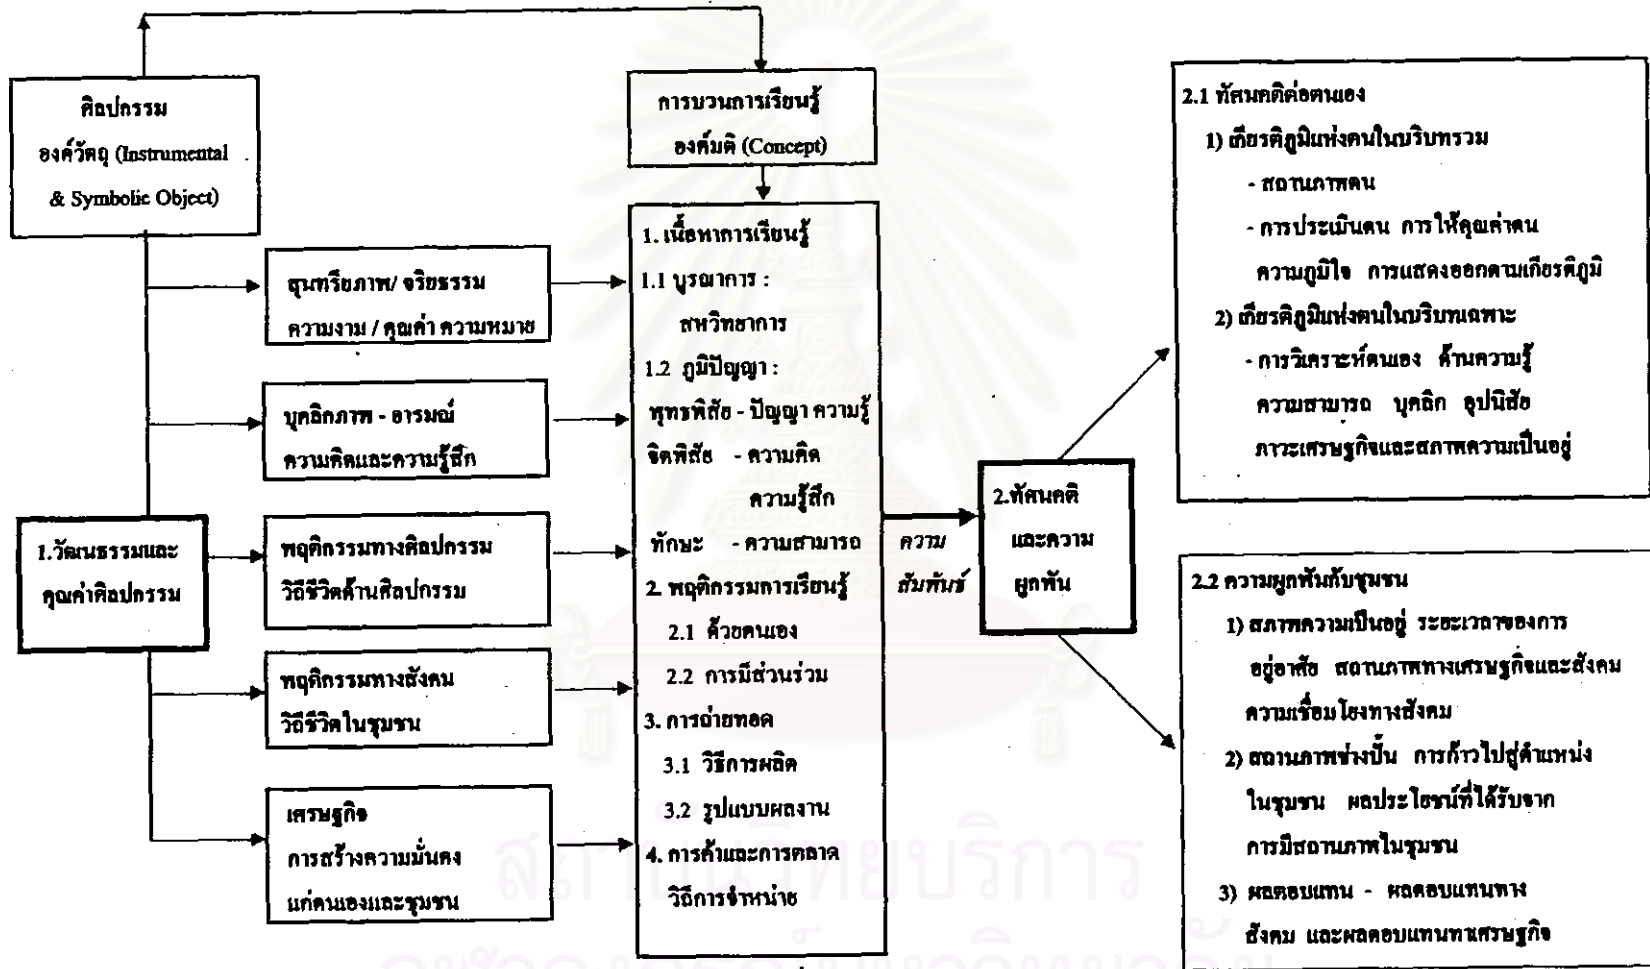 ศิลปกรรม
องค์วัตถุ (Instrumental
& Symbolic Object)
การบวนการเรียนรู้
องค์มติ (Concept)
สุนทรียภาพ/ จริยธรรม
ความงาม / คุณค่า ความหมาย
บุคลิกภาพ - อารมณ์
ความคิดและความรู้สึก
1.วัฒนธรรมและ
คุณค่าศิลปกรรม
พฤติกรรมทางศิลปกรรม
วิถีชีวิตด้านศิลปกรรม
พฤติกรรมทางสังคม
วิถีชีวิตในชุมชน
เศรษฐกิจ
การสร้างความมั่นคง
แก่ตนเองและชุมชน
1. เนื้อหาการเรียนรู้
1.1 บูรณาการ :
สหวิทยาการ
1.2 ภูมิปัญญา :
พุทธพิสัย - ปัญญา ความรู้
จิตพิสัย - ความคิด
ความรู้สึก
ทักษะ - ความสามารถ
2. พฤติกรรมการเรียนรู้
2.1 ด้วยตนเอง
2.2 การมีส่วนร่วม
3. การถ่ายทอด
3.1 วิธีการผลิต
3.2 รูปแบบผลงาน
4. การค้าและการตลาด
วิถีการจำหน่าย
ความ
สัมพันธ์
2.ทัศนคติ
และความ
ผูกพัน
2.1 ทัศนคติต่อตนเอง
1) เกียรติภูมิแห่งตนในบริบทรวม
- สถานภาพตน
- การประเมินตน การให้คุณค่าตน
ความภูมิใจ การแสดงออกตามเกียรติภูมิ
2) เกียรติภูมิแห่งตนในบริบทเฉพาะ
- การวิเคราะห์ตนเอง ด้านความรู้
ความสามารถ บุคลิก อุปนิสัย
ภาวะเศรษฐกิจและสภาพความเป็นอยู่
2.2 ความผูกพันกับชุมชน
1) สภาพความเป็นอยู่ ระยะเวลาของการ
อยู่อาศัย สถานภาพทางเศรษฐกิจและสังคม
ความเชื่อมโยงทางสังคม
2) สถานภาพช่างปั้น การก้าวไปสู่ตำแหน่ง
ในชุมชน ผลประโยชน์ที่ได้รับจาก
การมีสถานภาพในชุมชน
3) ผลตอบแทน - ผลตอบแทนทาง
สังคม และผลตอบแทนทาเศรษฐกิจ
สถาบันวิทยบริการ
จุฬาลงกรณ์มหาวิทยาลัย